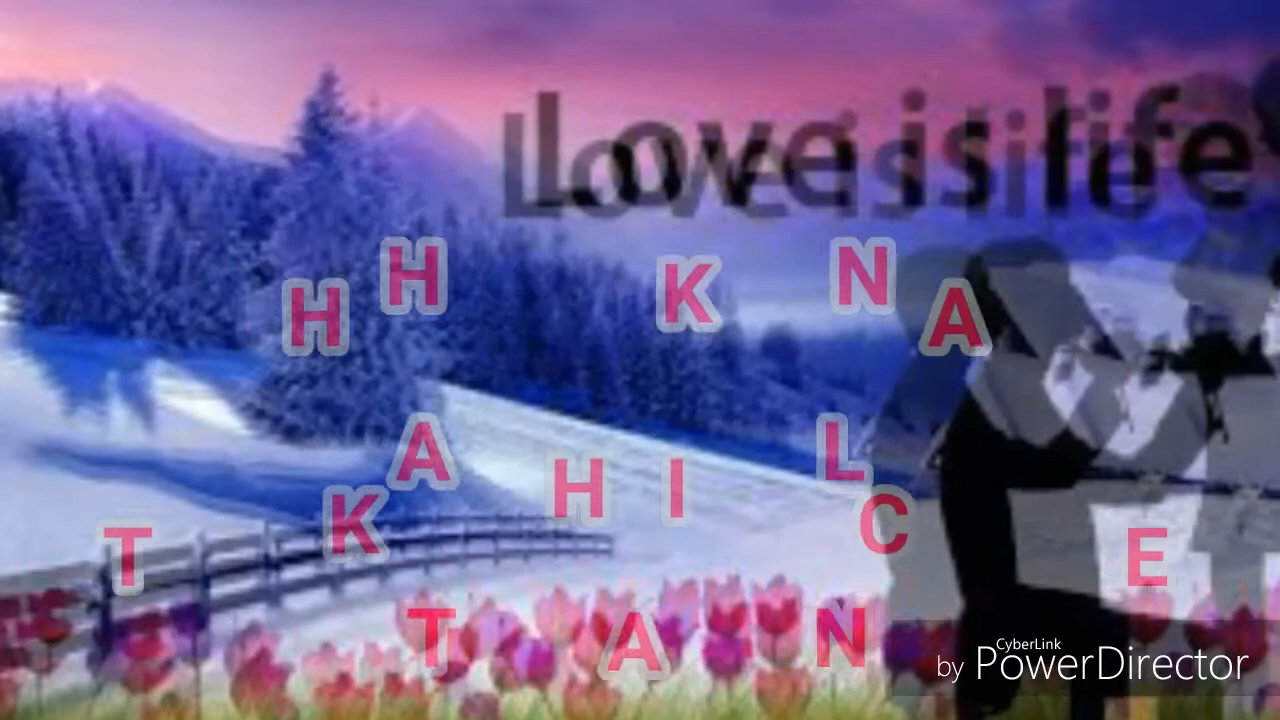 Love is life
H H K N A
A H I L
T K C E
T A N
CyberLink
by PowerDirector